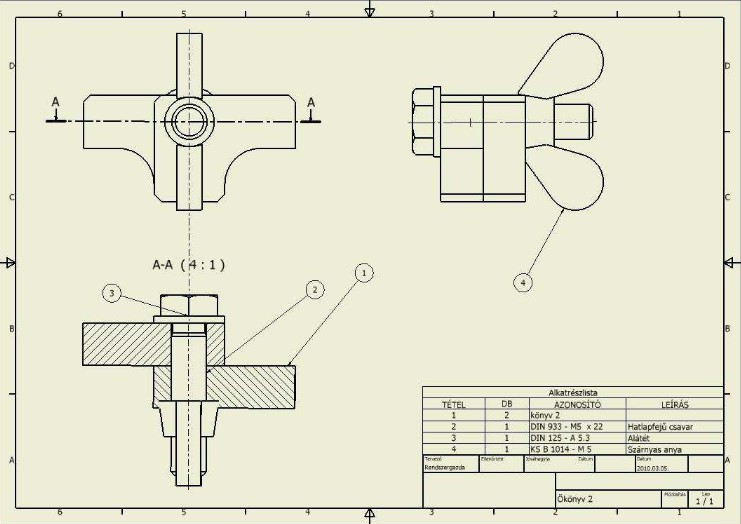 6 5 4 3 2 1
D D
A A
C C
A-A ( 4 : 1 )
1
3 2
4
B B
Alkatrészlista
TÉTEL DB AZONOSÍTÓ LEÍRÁS
1 2 könyv 2
2 1 DIN 933 - M5 x 22 Hatlapfejű csavar
3 1 DIN 125 - A 5.3 Alátét
4 1 KS B 1014 - M 5 Szárnyas anya
A A
Tervező Ellenőrizte Jóváhagyta Dátum Dátum
Rendszergazda 2010.03.05.
Ökönyv 2
Módosítás Lap
1 / 1
6 5 4 3 2 1